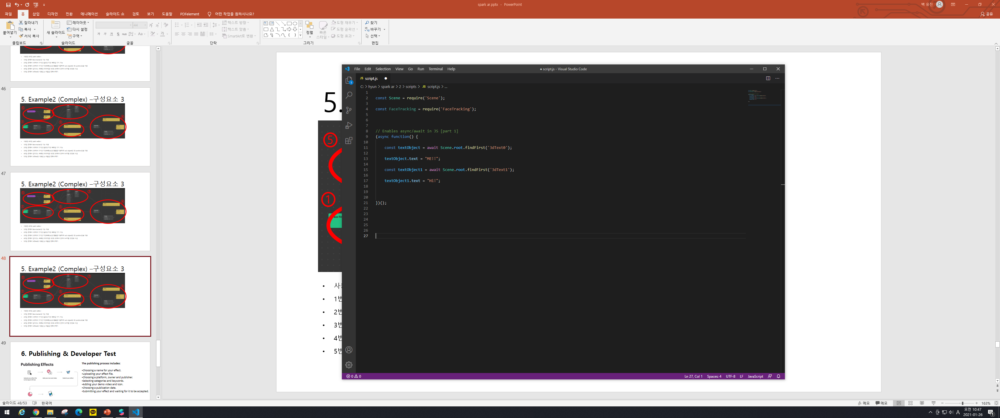 spark ar.pptx - PowerPoint
백 유진
파일 홈 삽입 디자인 전환 애니메이션 슬라이드 쇼 검토 보기 도움말 PDFelement 어떤 작업을 원하시나요? 공유
붙여넣기 잘라내기 복사 서식 복사 클립보드
새 슬라이드 레이아웃 다시 설정 구역 슬라이드
44 가 가 가 S 간 Aa 가 글꼴
텍스트 방향 텍스트 맞춤 SmartArt로 변환 단락
정렬 빠른 스타일 도형 채우기 도형 윤곽선 도형 효과 그리기
찾기 바꾸기 선택 편집
46
5. Example2 (Complex) –구성요소 3
47
5. Example2 (Complex) –구성요소 3
48
5. Example2 (Complex) –구성요소 3
49
6. Publishing & Developer Test
Publishing Effects
The publishing process includes:
•Choosing a name for your effect.
•Uploading your effect file.
•Choosing a platform, owner and publisher.
•Selecting categories and keywords.
•Adding your demo video and icon.
•Choosing a publication date.
•Submitting your effect and waiting for it to be accepted.
5.
⑤
①
• 1번
• 2번
• 3번
• 4번
• 5번
File Edit Selection View Go Run Terminal Help
● script.js - Visual Studio Code
JS script.js ●
C: > hyun > spark ar > 2 > scripts > JS script.js > ...
1
2 const Scene = require('Scene');
3
4 const FaceTracking = require('FaceTracking');
5
6
7
8 // Enables async/await in JS [part 1]
9 (async function() {
10
11 const textObject = await Scene.root.findFirst('3dText0');
12
13 textObject.text = "ME!!";
14
15 const textObject1 = await Scene.root.findFirst('3dText1');
16
17 textObject1.text = "Hi!";
18
19
20
21 })();
22
23
24
25
26
27
0 0 Ln 27, Col 1 Spaces: 4 UTF-8 LF JavaScript
슬라이드 48/53 한국어
메모 메모 163%
A 오전 10:47
2021-01-26
1